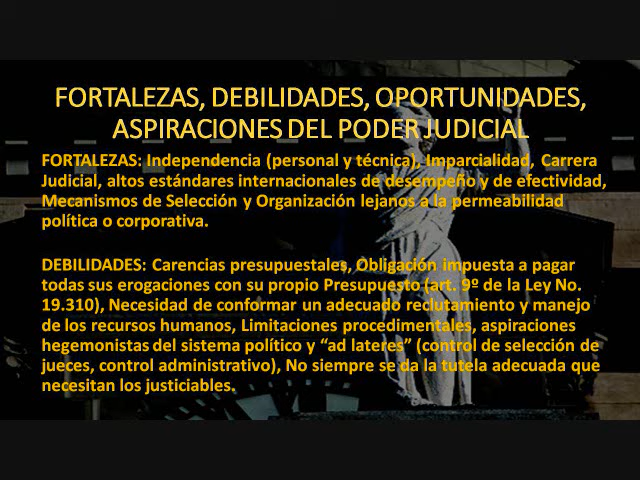 FORTALEZAS, DEBILIDADES, OPORTUNIDADES,
ASPIRACIONES DEL PODER JUDICIAL
FORTALEZAS: Independencia (personal y técnica), Imparcialidad, Carrera
Judicial, altos estándares internacionales de desempeño y de efectividad,
Mecanismos de Selección y Organización lejanos a la permeabilidad
política o corporativa.
DEBILIDADES: Carencias presupuestales, Obligación impuesta a pagar
todas sus erogaciones con su propio Presupuesto (art. 9º de la Ley No.
19.310), Necesidad de conformar un adecuado reclutamiento y manejo
de los recursos humanos, Limitaciones procedimentales, aspiraciones
hegemonistas del sistema político y “ad lateres” (control de selección de
jueces, control administrativo), No siempre se da la tutela adecuada que
necesitan los justiciables.